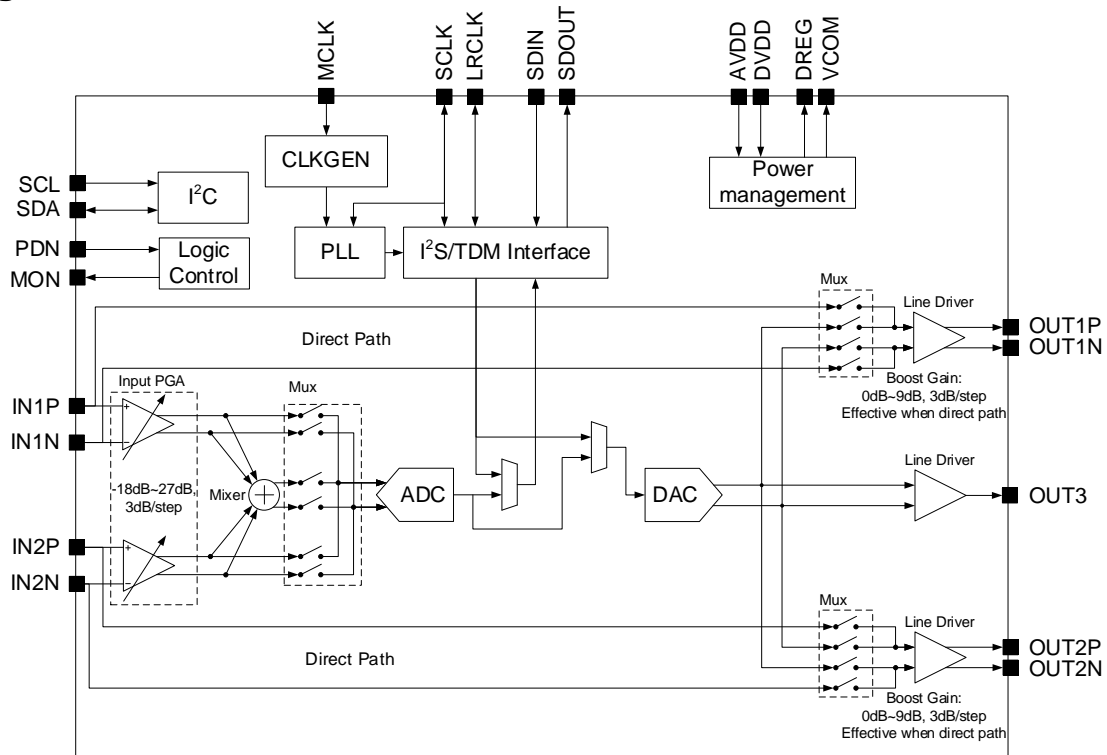 MCLK
SCLK
LRCLK
SDIN
SDOUT
AVDD
DVDD
DREG
VCOM
CLKGEN
Power
management
SCL
SDA
I²C
PDN
MON
Logic
Control
PLL
I²S/TDM Interface
Mux
Line Driver
OUT1P
OUT1N
Direct Path
Boost Gain:
0dB~9dB, 3dB/step
Effective when direct path
Input PGA
Mux
IN1P
IN1N
-18dB~27dB,
3dB/step
Mixer
ADC
DAC
Line Driver
OUT3
IN2P
IN2N
Mux
Line Driver
OUT2P
OUT2N
Direct Path
Boost Gain:
0dB~9dB, 3dB/step
Effective when direct path